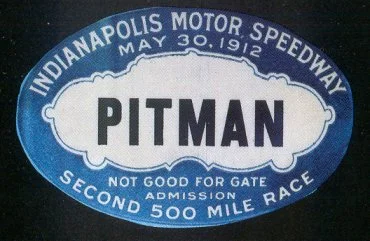 INDIANAPOLIS MOTOR SPEEDWAY
MAY 30, 1912
PITMAN
NOT GOOD FOR GATE
ADMISSION
SECOND 500 MILE RACE